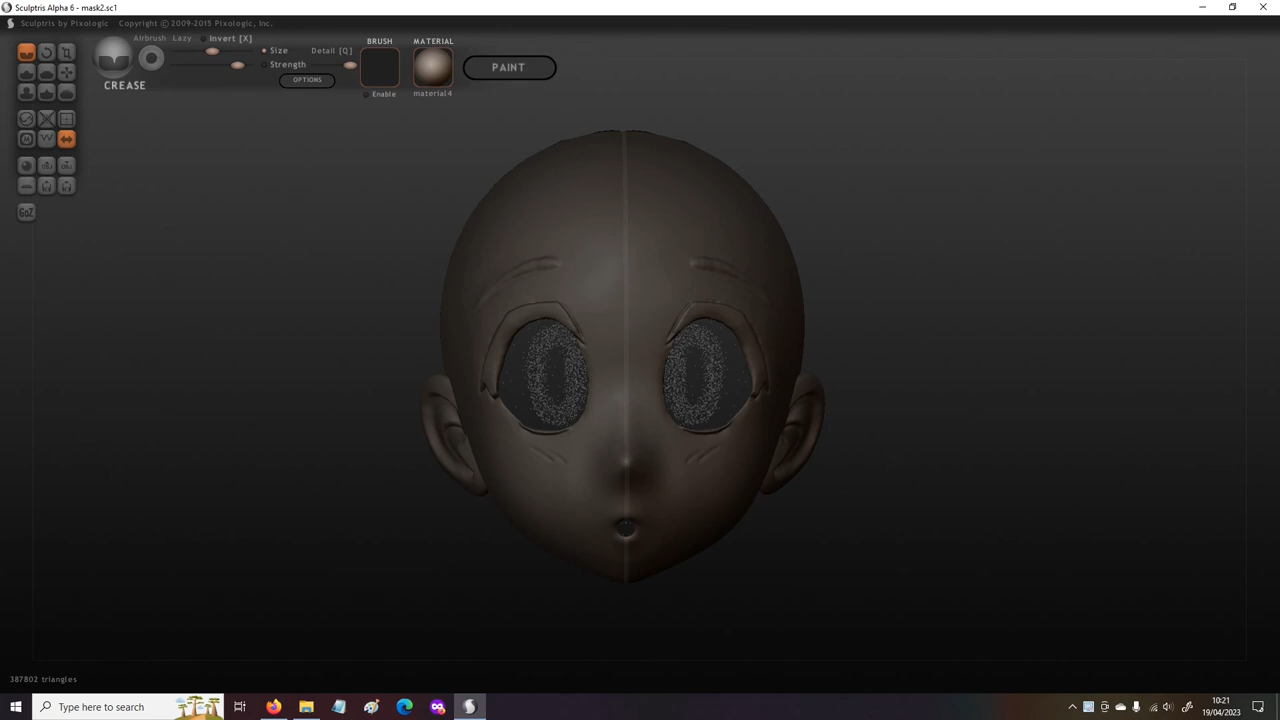 Sculptris Alpha 6 - mask2.sc1
Sculptris by Pixologic Copyright ©2009-2015 Pixologic, Inc.
Airbrush Lazy Invert [X]
Size Detail [Q]
Strength
OPTIONS
CREASE
BRUSH
Enable
MATERIAL
material4
PAINT
OBJ OBJ
GoZ
387802 triangles
Type here to search
10:21
19/04/2023